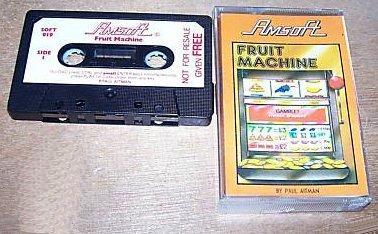 SOFT
019
SIDE
1
Amsoft
Fruit Machine
NOT FOR RESALE
GIVEN FREE
PAUL AITMAN
Amsoft
FRUIT
MACHINE
GAMBLE?
777
BY PAUL AITMAN